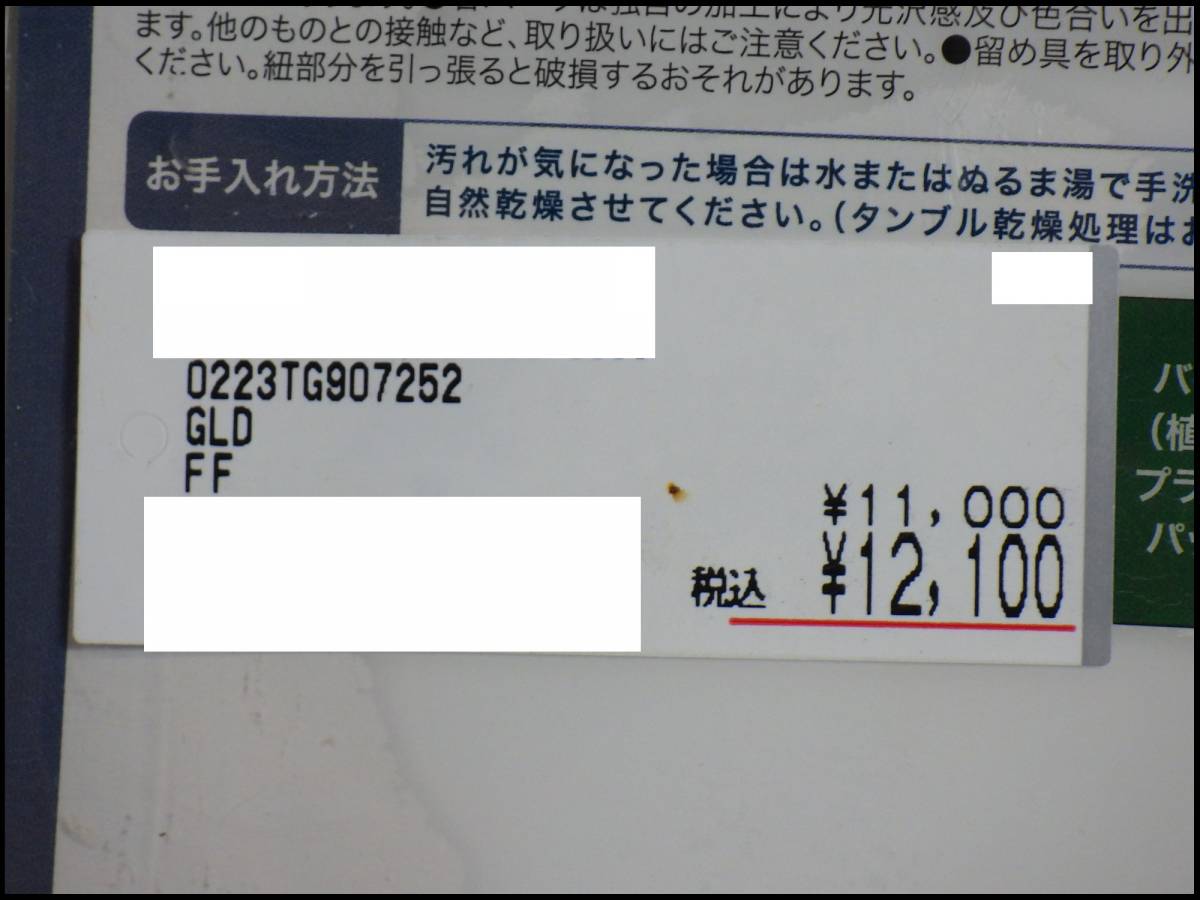 ます。他のものとの接触など、取り扱いにはご注意ください。●留め具を取り外
ください。紐部分を引っ張ると破損するおそれがあります。
お手入れ方法
汚れが気になった場合は水またはぬるま湯で手洗
自然乾燥させてください。(タンブル乾燥処理はお
0223TG907252
GLD
FF
¥11,000
税込 ¥12,100
バ
(植
プラ
パッ